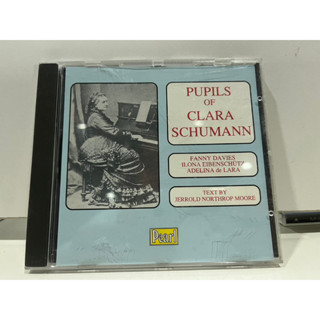 PUPILS
OF
CLARA
SCHUMANN
FANNY DAVIES
ILONA EIBENSCHÜTZ
ADELINA de LARA
TEXT BY
JERROLD NORTHROP MOORE
Pearl